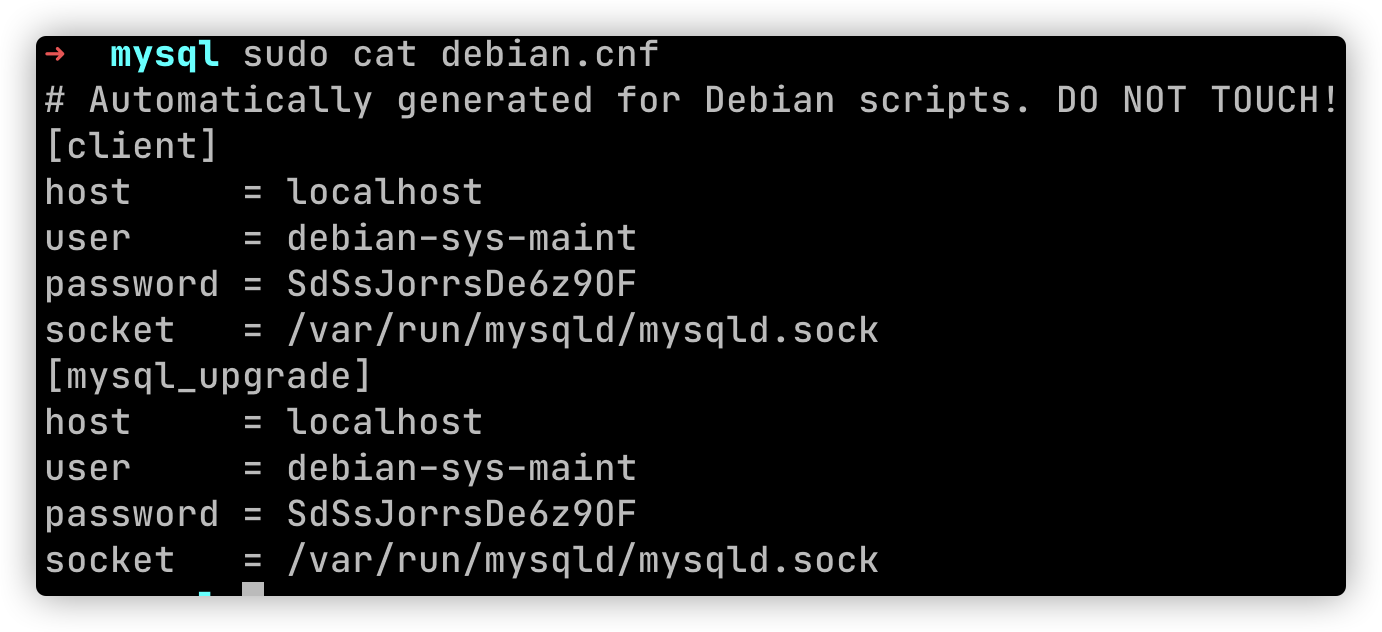 ➜  mysql sudo cat debian.cnf
# Automatically generated for Debian scripts. DO NOT TOUCH!
[client]
host     = localhost
user     = debian-sys-maint
password = SdSsJorrsDe6z9OF
socket   = /var/run/mysqld/mysqld.sock
[mysql_upgrade]
host     = localhost
user     = debian-sys-maint
password = SdSsJorrsDe6z9OF
socket   = /var/run/mysqld/mysqld.sock